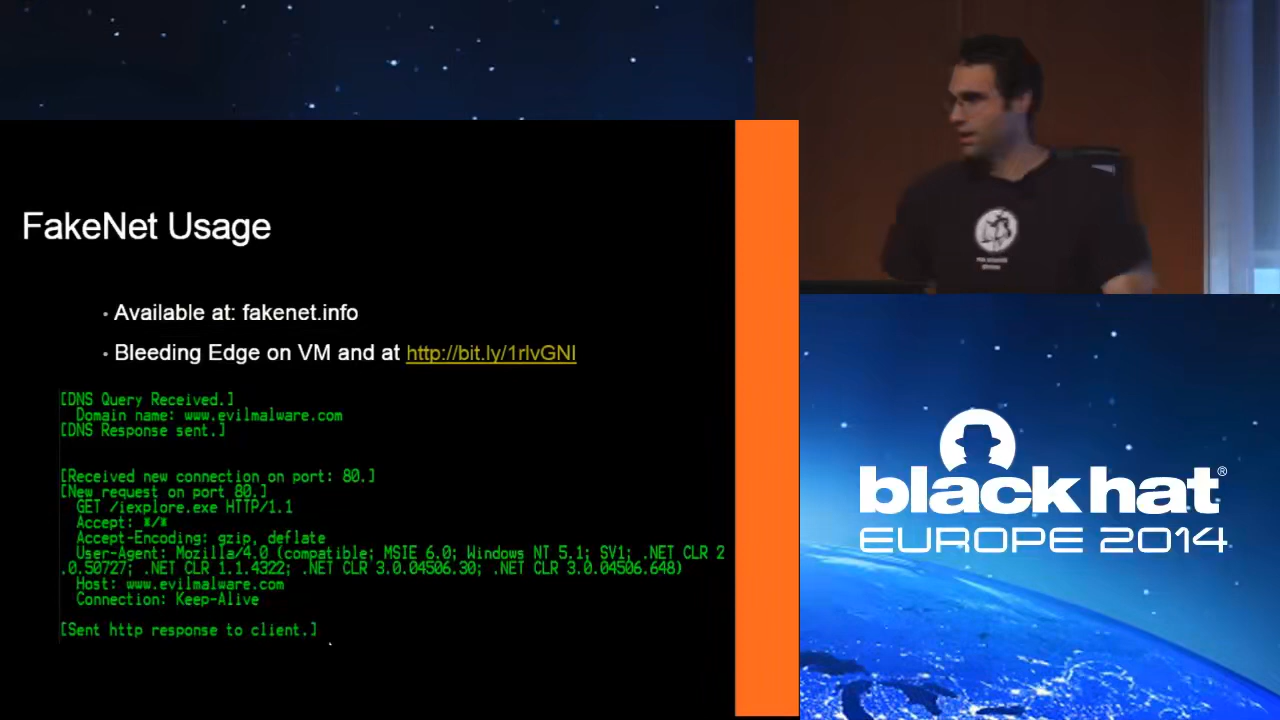 FakeNet Usage
• Available at: fakenet.info
• Bleeding Edge on VM and at http://bit.ly/1rlvGNI
[DNS Query Received.]
Domain name: www.evilmalware.com
[DNS Response sent.]
[Received new connection on port: 80.]
[New request on port 80.]
GET /iexplore.exe HTTP/1.1
Accept: */*
Accept-Encoding: gzip, deflate
User-Agent: Mozilla/4.0 (compatible; MSIE 6.0; Windows NT 5.1; SV1; .NET CLR 2
.0.50727; .NET CLR 1.1.4322; .NET CLR 3.0.04506.30; .NET CLR 3.0.04506.648)
Host: www.evilmalware.com
Connection: Keep-Alive
[Sent http response to client.]
black hat®
EUROPE 2014